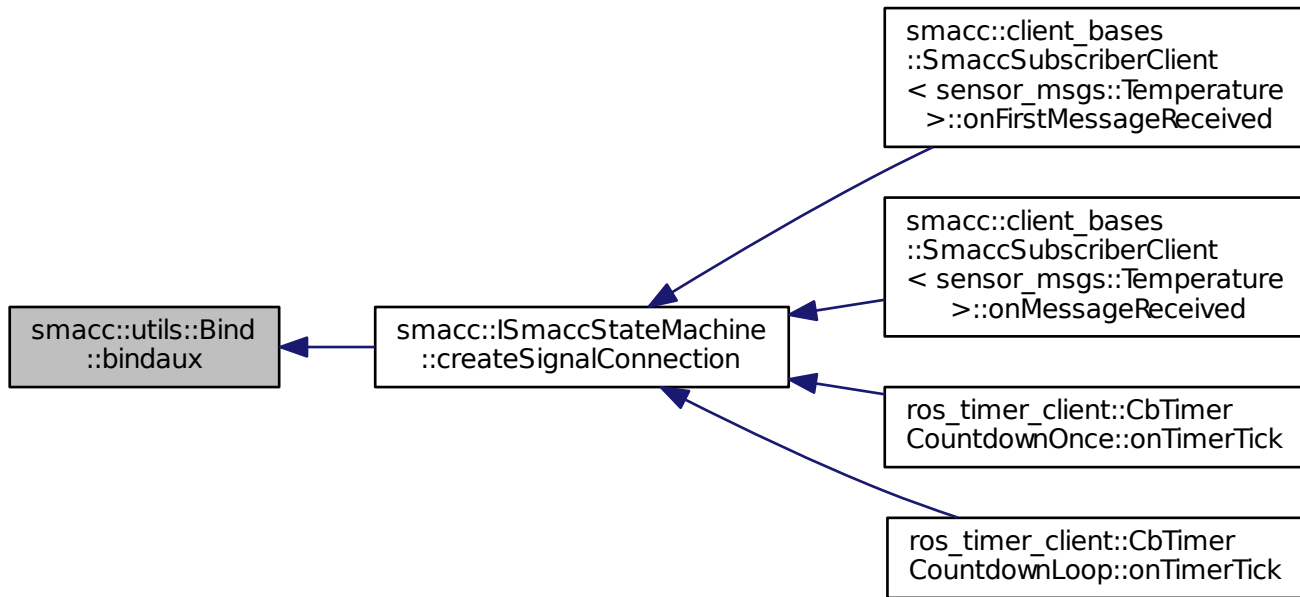 smacc::utils::Bind
::bindaux
smacc::ISmaccStateMachine
::createSignalConnection
smacc::client_bases
::SmaccSubscriberClient
< sensor_msgs::Temperature
>::onFirstMessageReceived
smacc::client_bases
::SmaccSubscriberClient
< sensor_msgs::Temperature
>::onMessageReceived
ros_timer_client::CbTimer
CountdownOnce::onTimerTick
ros_timer_client::CbTimer
CountdownLoop::onTimerTick